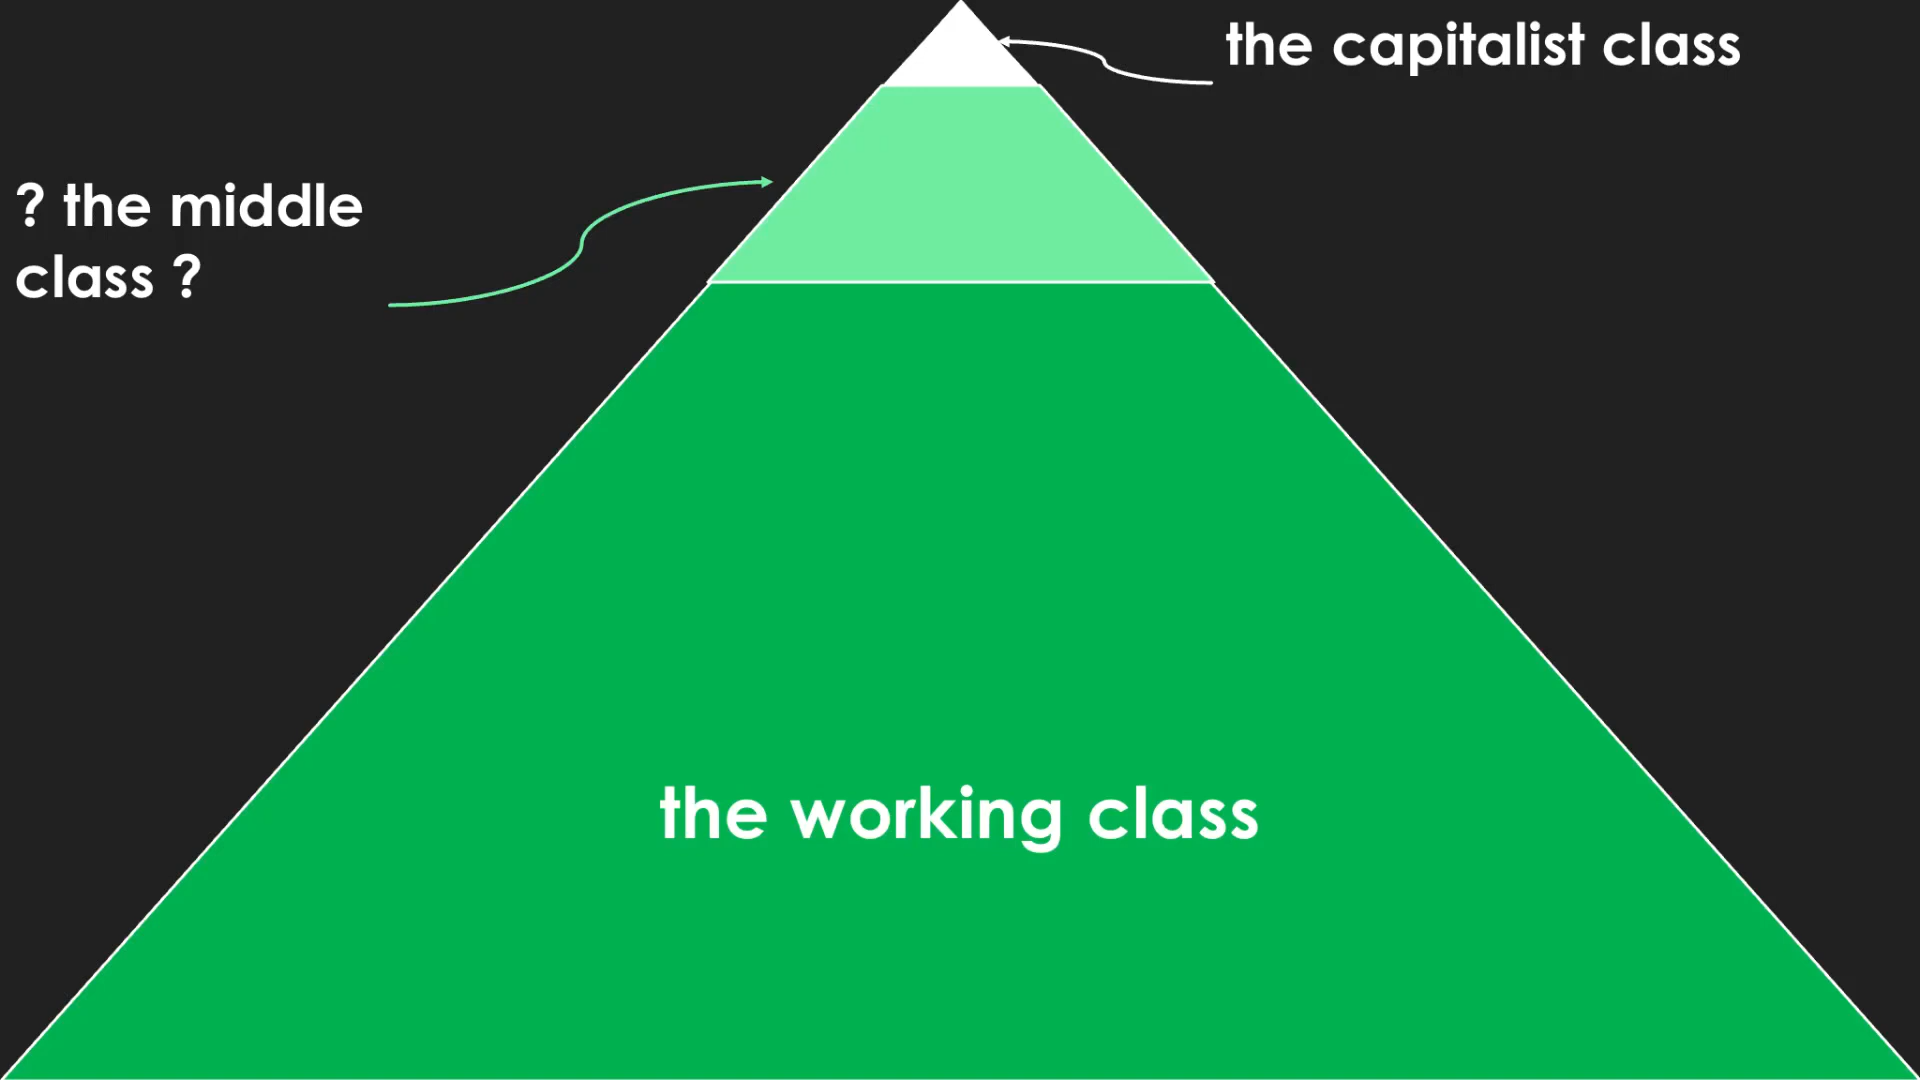 the capitalist class
? the middle
class ?
the working class